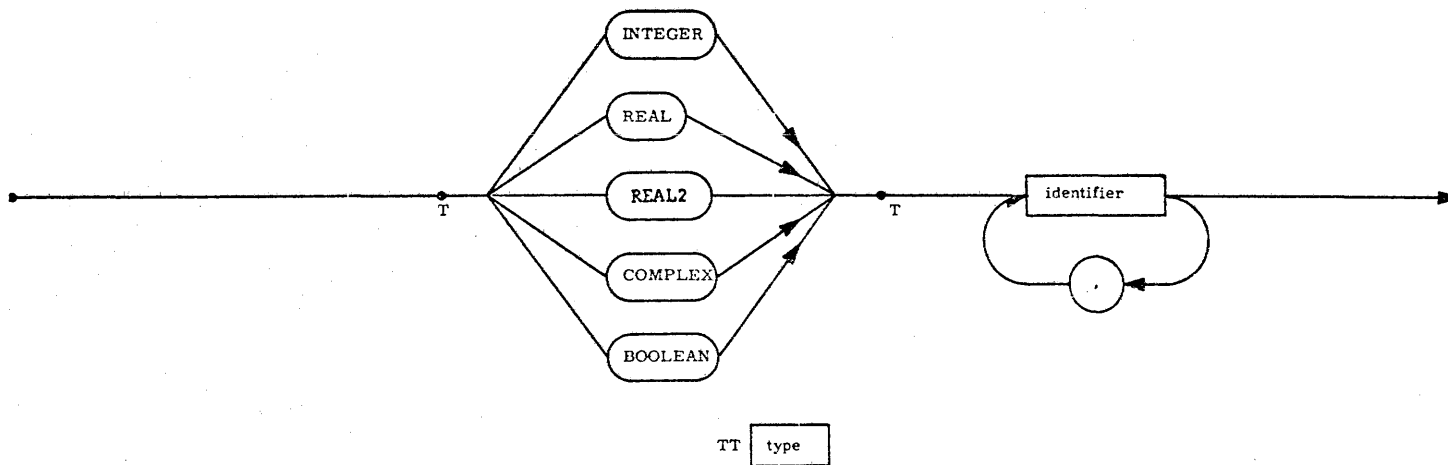 INTEGER
REAL
T REAL2 T identifier
COMPLEX
,
BOOLEAN
TT type